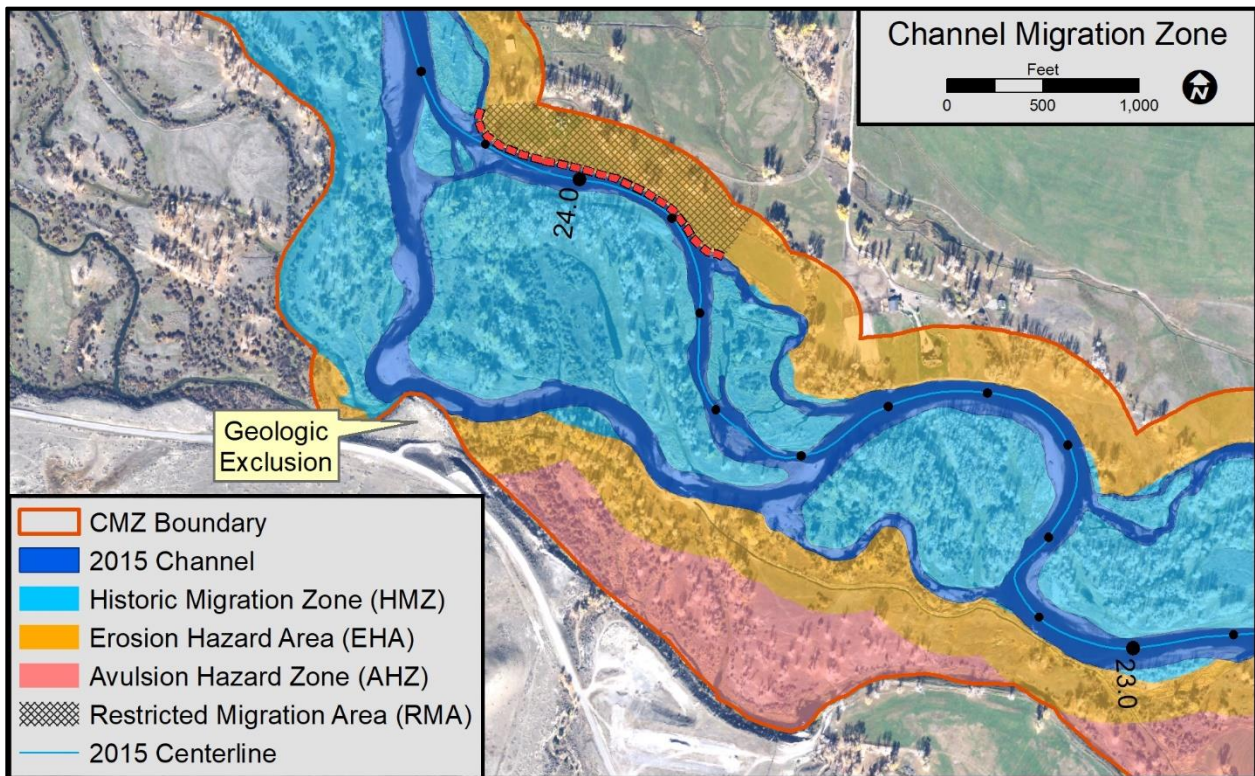 Channel Migration Zone
Feet
0 500 1,000
N
24.0
Geologic
Exclusion
CMZ Boundary
2015 Channel
Historic Migration Zone (HMZ)
Erosion Hazard Area (EHA)
Avulsion Hazard Zone (AHZ)
Restricted Migration Area (RMA)
2015 Centerline
23.0